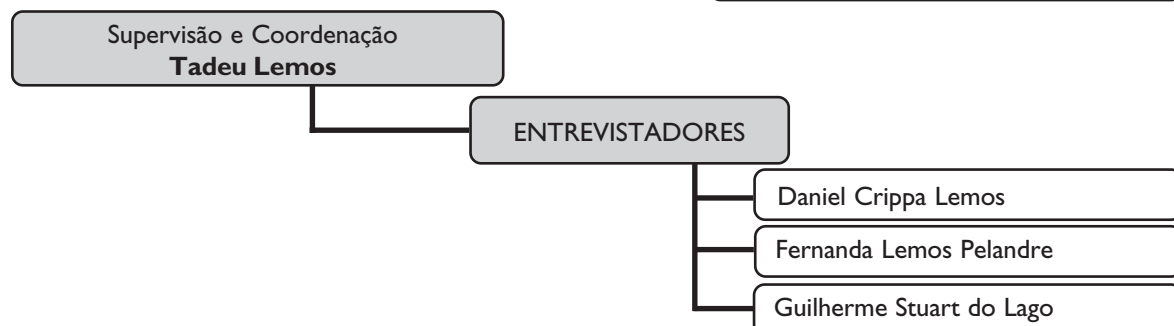 Supervisão e Coordenação
Tadeu Lemos
ENTREVISTADORES
Daniel Crippa Lemos
Fernanda Lemos Pelandre
Guilherme Stuart do Lago